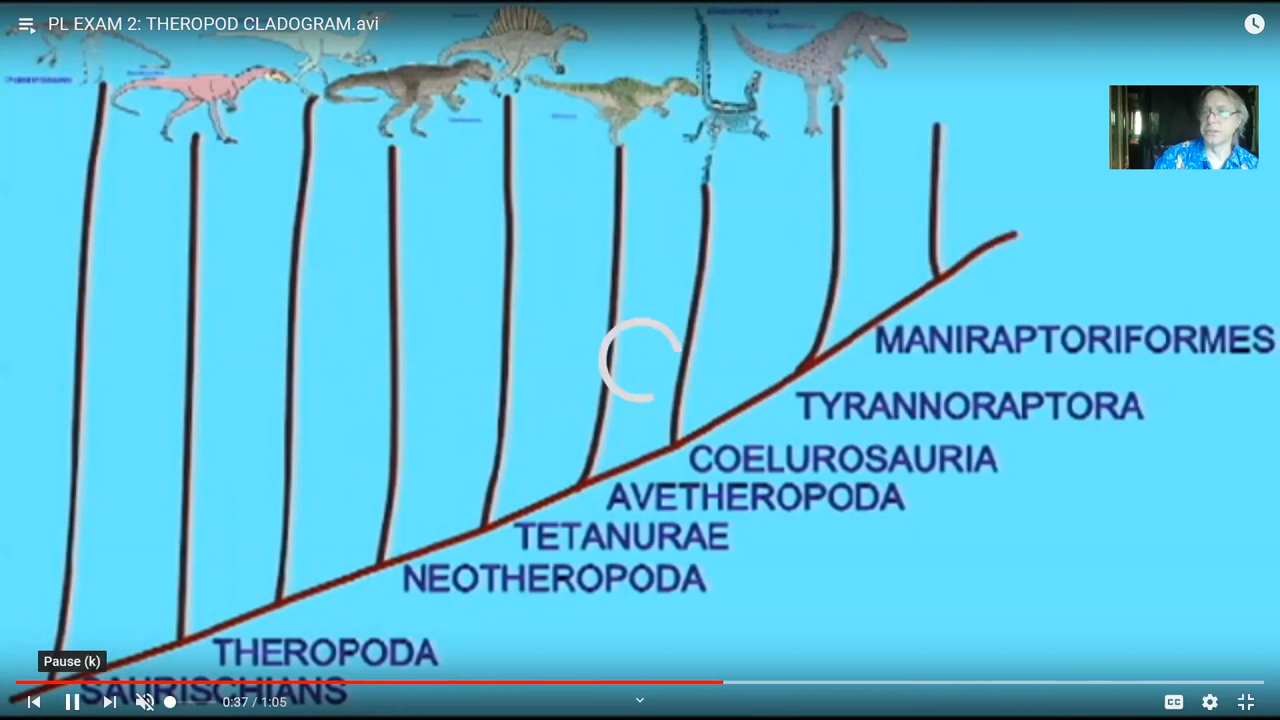 PL EXAM 2: THEROPOD CLADOGRAM.avi
MANIRAPTORIFORMES
TYRANNORAPTORA
COELUROSAURIA
AVETHEROPODA
TETANURAE
NEOTHEROPODA
THEROPODA
Pause (k)
SAURISCHIANS
0:37 / 1:05
CC